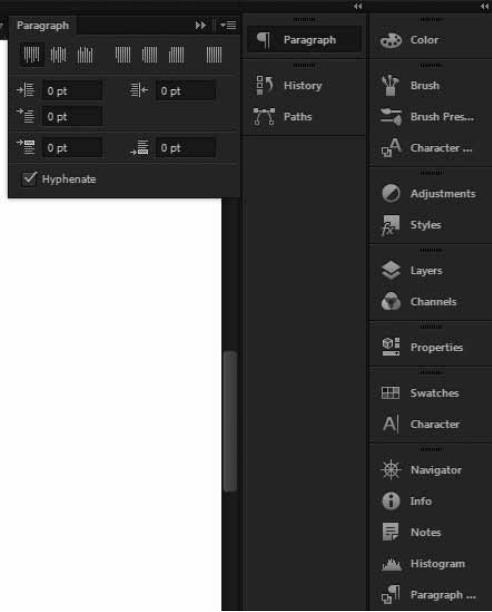 Paragraph
0 pt
0 pt
0 pt
0 pt
0 pt
Hyphenate
Paragraph
History
Paths
Color
Brush
Brush Pres...
Character ...
Adjustments
Styles
Layers
Channels
Properties
Swatches
Character
Navigator
Info
Notes
Histogram
Paragraph ...